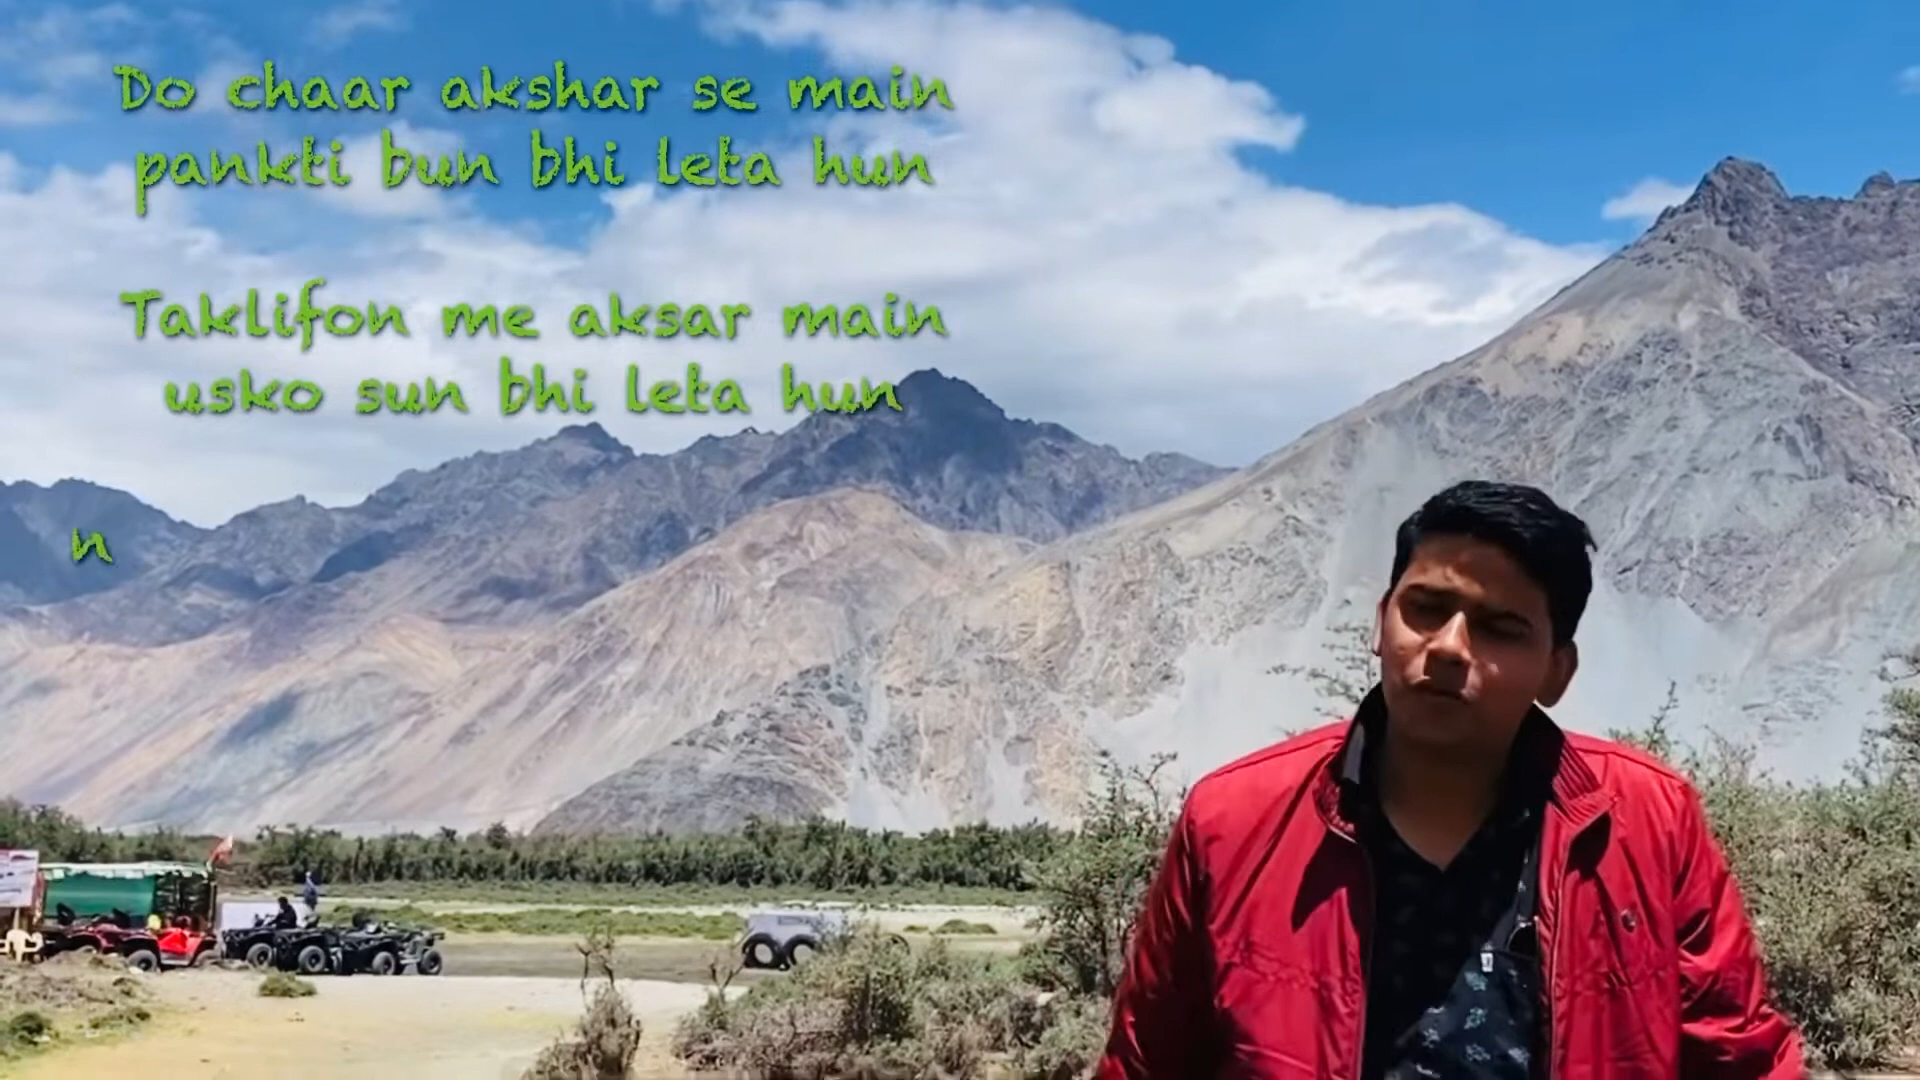 Do chaar akshar se main
pankti bun bhi leta hun
Taklifon me aksar main
usko sun bhi leta hun
n